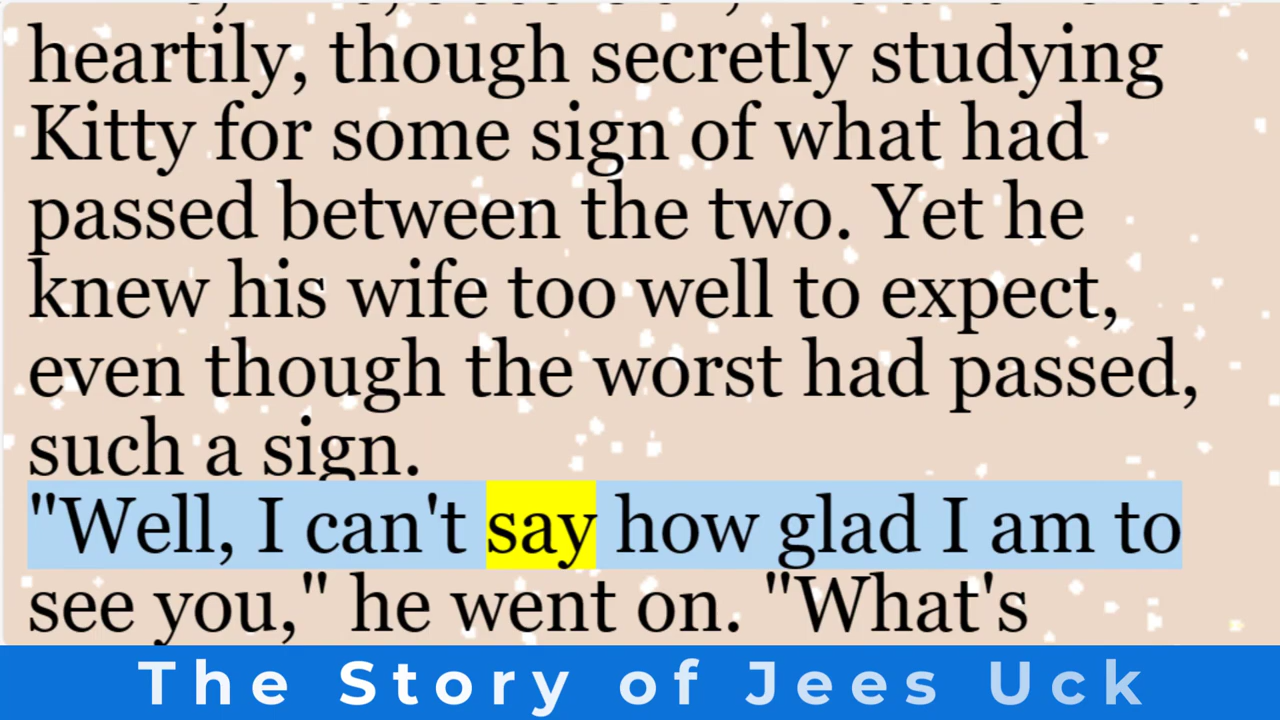 heartily, though secretly studying
Kitty for some sign of what had
passed between the two. Yet he
knew his wife too well to expect,
even though the worst had passed,
such a sign.
"Well, I can't say how glad I am to
see you," he went on. "What's
The Story of Jees Uck